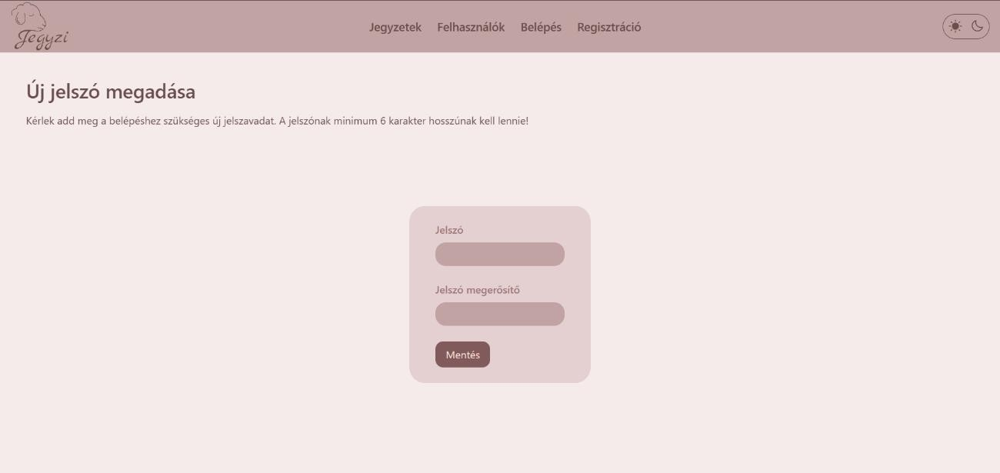 Jegyzi
Jegyzetek Felhasználók Belépés Regisztráció
Új jelszó megadása
Kérlek add meg a belépéshez szükséges új jelszavadat. A jelszónak minimum 6 karakter hosszúnak kell lennie!
Jelszó
Jelszó megerősítő
Mentés